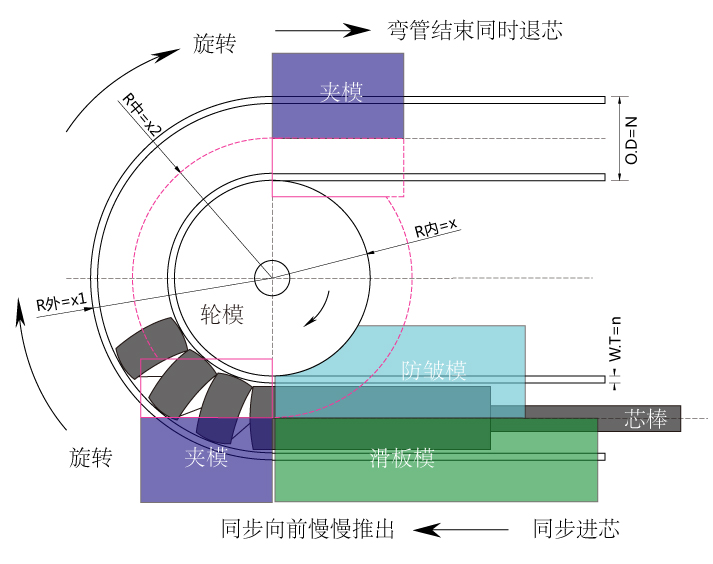 弯管结束同时退芯
旋转
夹模
R中=x2
O.D=N
R内=x
R外=x1
轮模
W.T=n
防皱模
芯棒
旋转
夹模
滑板模
同步向前慢慢推出
同步进芯